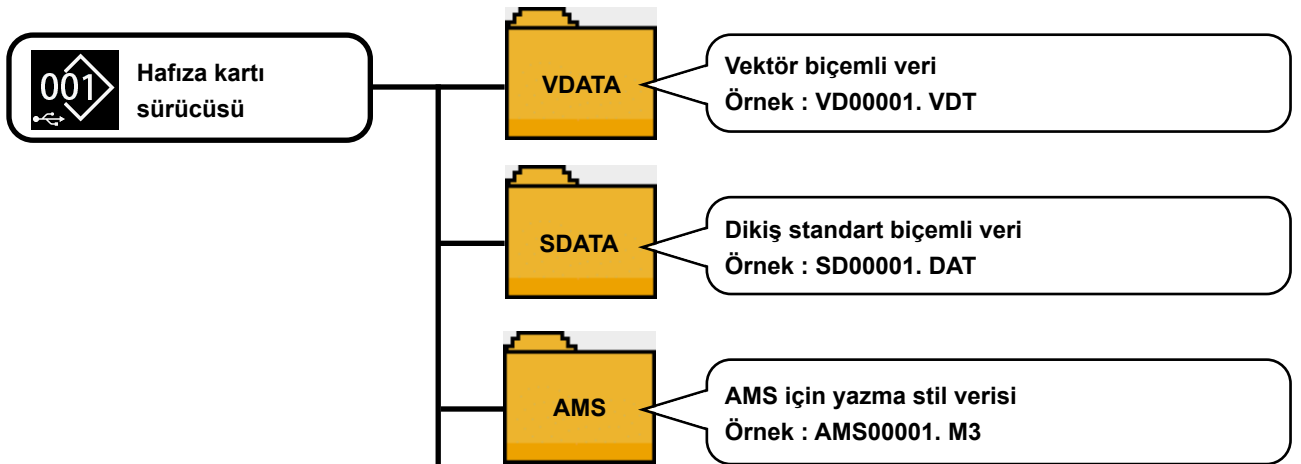 001
Hafıza kartı
sürücüsü
VDATA
Vektör biçemli veri
Örnek : VD00001. VDT
SDATA
Dikiş standart biçemli veri
Örnek : SD00001. DAT
AMS
AMS için yazma stil verisi
Örnek : AMS00001. M3